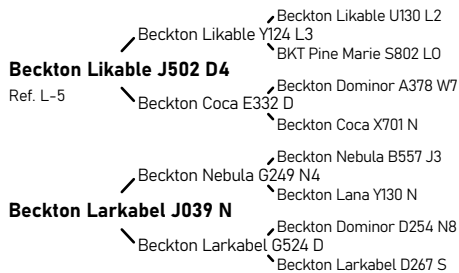 Beckton Likable U130 L2
Beckton Likable Y124 L3
BKT Pine Marie S802 LO
Beckton Likable J502 D4
Ref. L-5
Beckton Dominor A378 W7
Beckton Coca E332 D
Beckton Coca X701 N
Beckton Nebula B557 J3
Beckton Nebula G249 N4
Beckton Lana Y130 N
Beckton Larkabel J039 N
Beckton Dominor D254 N8
Beckton Larkabel G524 D
Beckton Larkabel D267 S